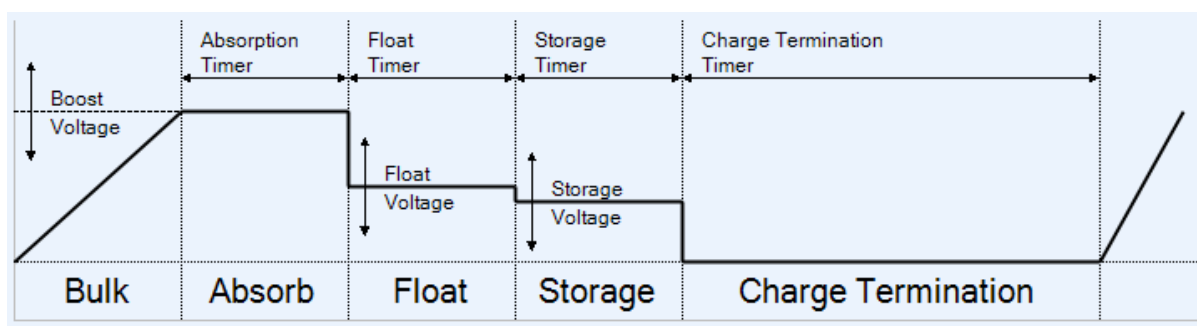 Absorption
Timer
Float
Timer
Storage
Timer
Charge Termination
Timer
Boost
Voltage
Float
Voltage
Storage
Voltage
Bulk
Absorb
Float
Storage
Charge Termination